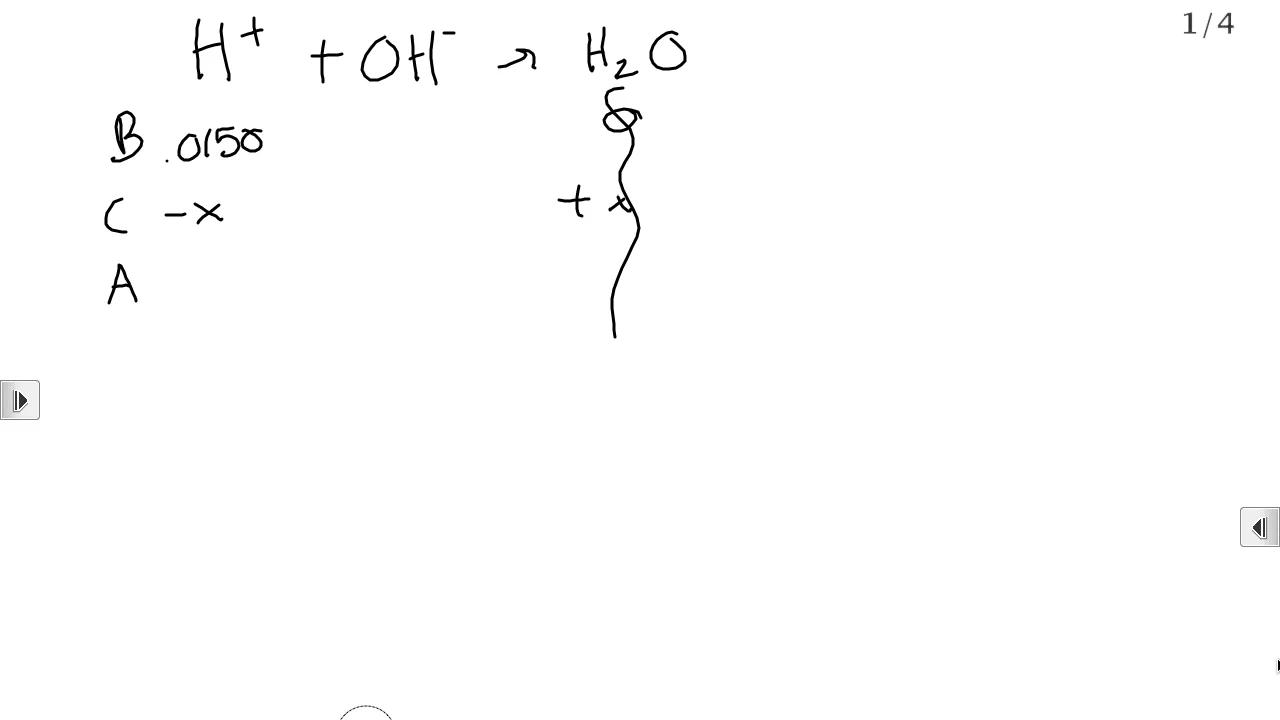 1/4
H⁺ + OH⁻ → H₂O
B .0150
C -x + x
A